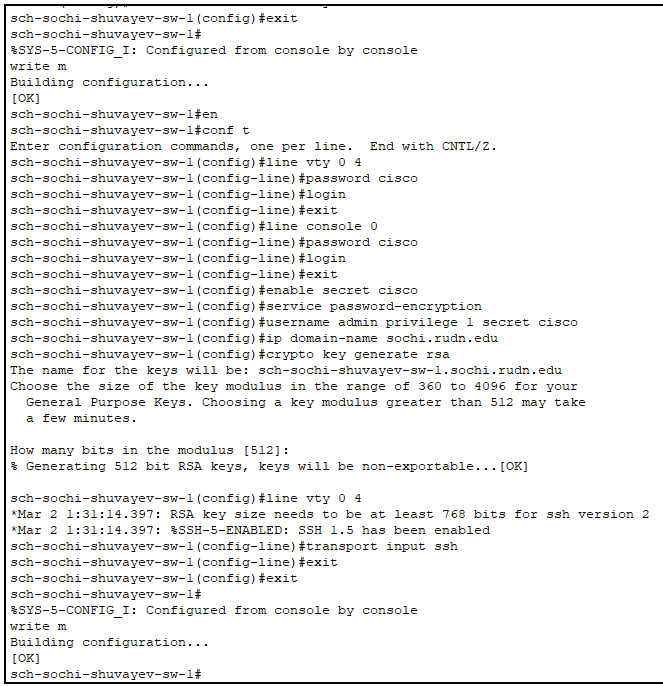 sch-sochi-shuvayev-sw-1(config)#exit
sch-sochi-shuvayev-sw-1#
%SYS-5-CONFIG_I: Configured from console by console
write m
Building configuration...
[OK]
sch-sochi-shuvayev-sw-1#en
sch-sochi-shuvayev-sw-1#conf t
Enter configuration commands, one per line.  End with CNTL/Z.
sch-sochi-shuvayev-sw-1(config)#line vty 0 4
sch-sochi-shuvayev-sw-1(config-line)#password cisco
sch-sochi-shuvayev-sw-1(config-line)#login
sch-sochi-shuvayev-sw-1(config-line)#exit
sch-sochi-shuvayev-sw-1(config)#line console 0
sch-sochi-shuvayev-sw-1(config-line)#password cisco
sch-sochi-shuvayev-sw-1(config-line)#login
sch-sochi-shuvayev-sw-1(config-line)#exit
sch-sochi-shuvayev-sw-1(config)#enable secret cisco
sch-sochi-shuvayev-sw-1(config)#service password-encryption
sch-sochi-shuvayev-sw-1(config)#username admin privilege 1 secret cisco
sch-sochi-shuvayev-sw-1(config)#ip domain-name sochi.rudn.edu
sch-sochi-shuvayev-sw-1(config)#crypto key generate rsa
The name for the keys will be: sch-sochi-shuvayev-sw-1.sochi.rudn.edu
Choose the size of the key modulus in the range of 360 to 4096 for your
  General Purpose Keys. Choosing a key modulus greater than 512 may take
  a few minutes.

How many bits in the modulus [512]:
% Generating 512 bit RSA keys, keys will be non-exportable...[OK]

sch-sochi-shuvayev-sw-1(config)#line vty 0 4
*Mar 2 1:31:14.397: RSA key size needs to be at least 768 bits for ssh version 2
*Mar 2 1:31:14.397: %SSH-5-ENABLED: SSH 1.5 has been enabled
sch-sochi-shuvayev-sw-1(config-line)#transport input ssh
sch-sochi-shuvayev-sw-1(config-line)#exit
sch-sochi-shuvayev-sw-1(config)#exit
sch-sochi-shuvayev-sw-1#
%SYS-5-CONFIG_I: Configured from console by console
write m
Building configuration...
[OK]
sch-sochi-shuvayev-sw-1#